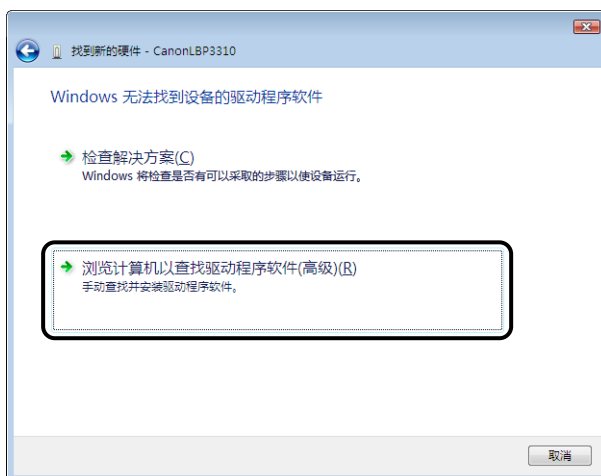 找到新的硬件 - CanonLBP3310
Windows 无法找到设备的驱动程序软件
检查解决方案(C)
Windows 将检查是否有可以采取的步骤以使设备运行。
浏览计算机以查找驱动程序软件(高级)(R)
手动查找并安装驱动程序软件。
取消